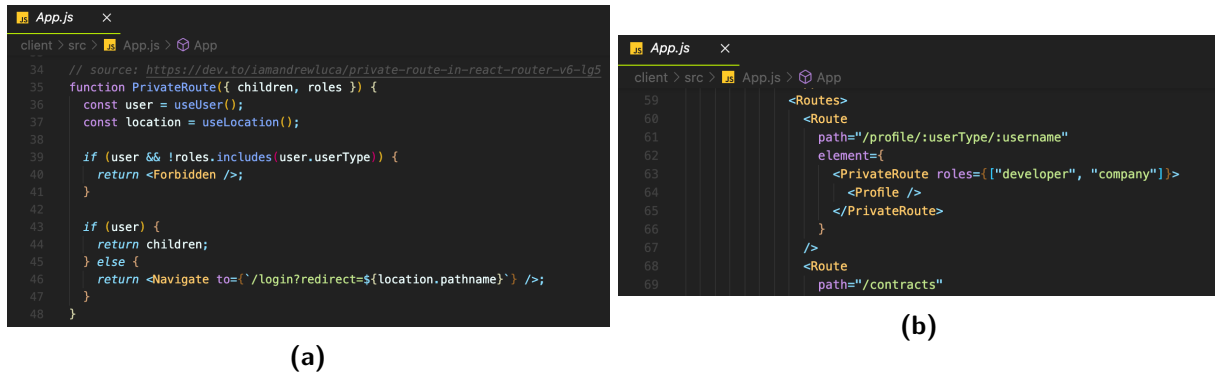 JS App.js ×
client > src > JS App.js > App
34 // source: https://dev.to/iamandrewluca/private-route-in-react-router-v6-lg5
35 function PrivateRoute({ children, roles }) {
36 const user = useUser();
37 const location = useLocation();
38
39 if (user && !roles.includes(user.userType)) {
40 return <Forbidden />;
41 }
42
43 if (user) {
44 return children;
45 } else {
46 return <Navigate to={`/login?redirect=${location.pathname}`} />;
47 }
48 }
(a)
JS App.js ×
client > src > JS App.js > App
59 <Routes>
60 <Route
61 path="/profile/:userType/:username"
62 element={
63 <PrivateRoute roles={["developer", "company"]}>
64 <Profile />
65 </PrivateRoute>
66 }
67 />
68 <Route
69 path="/contracts"
(b)